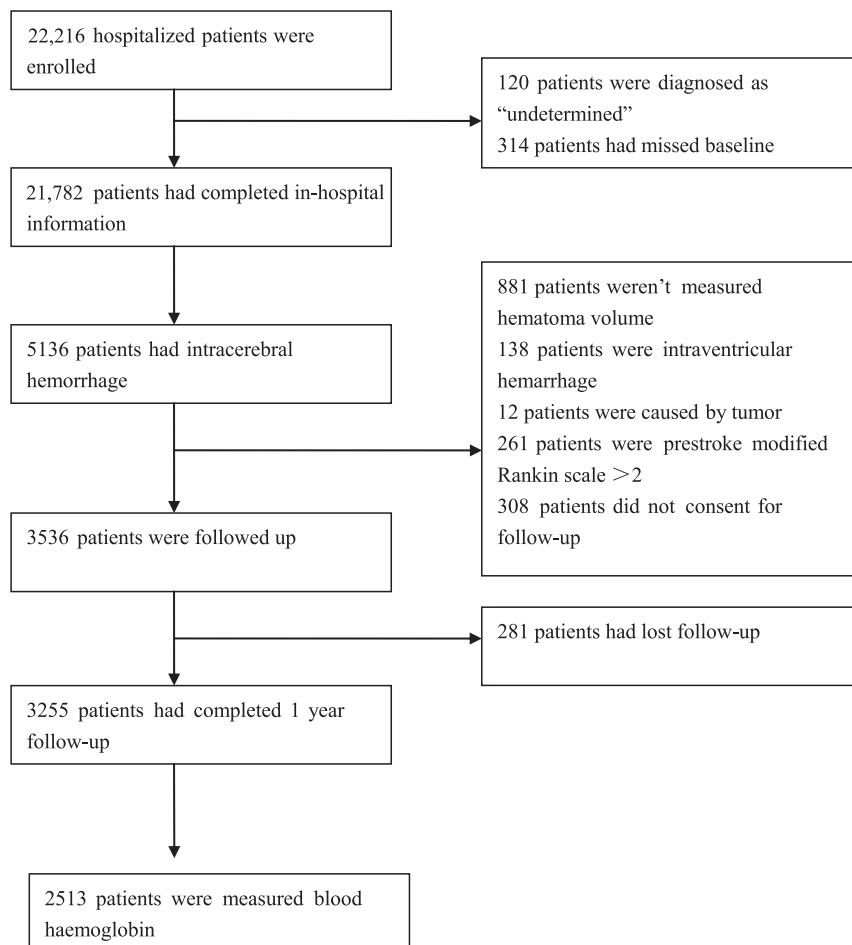 22,216 hospitalized patients were
enrolled
120 patients were diagnosed as
“undetermined”
314 patients had missed baseline
21,782 patients had completed in-hospital
information
881 patients weren’t measured
hematoma volume
138 patients were intraventricular
hemarrhage
12 patients were caused by tumor
261 patients were prestroke modified
Rankin scale >2
308 patients did not consent for
follow-up
5136 patients had intracerebral
hemorrhage
3536 patients were followed up
281 patients had lost follow-up
3255 patients had completed 1 year
follow-up
2513 patients were measured blood
haemoglobin